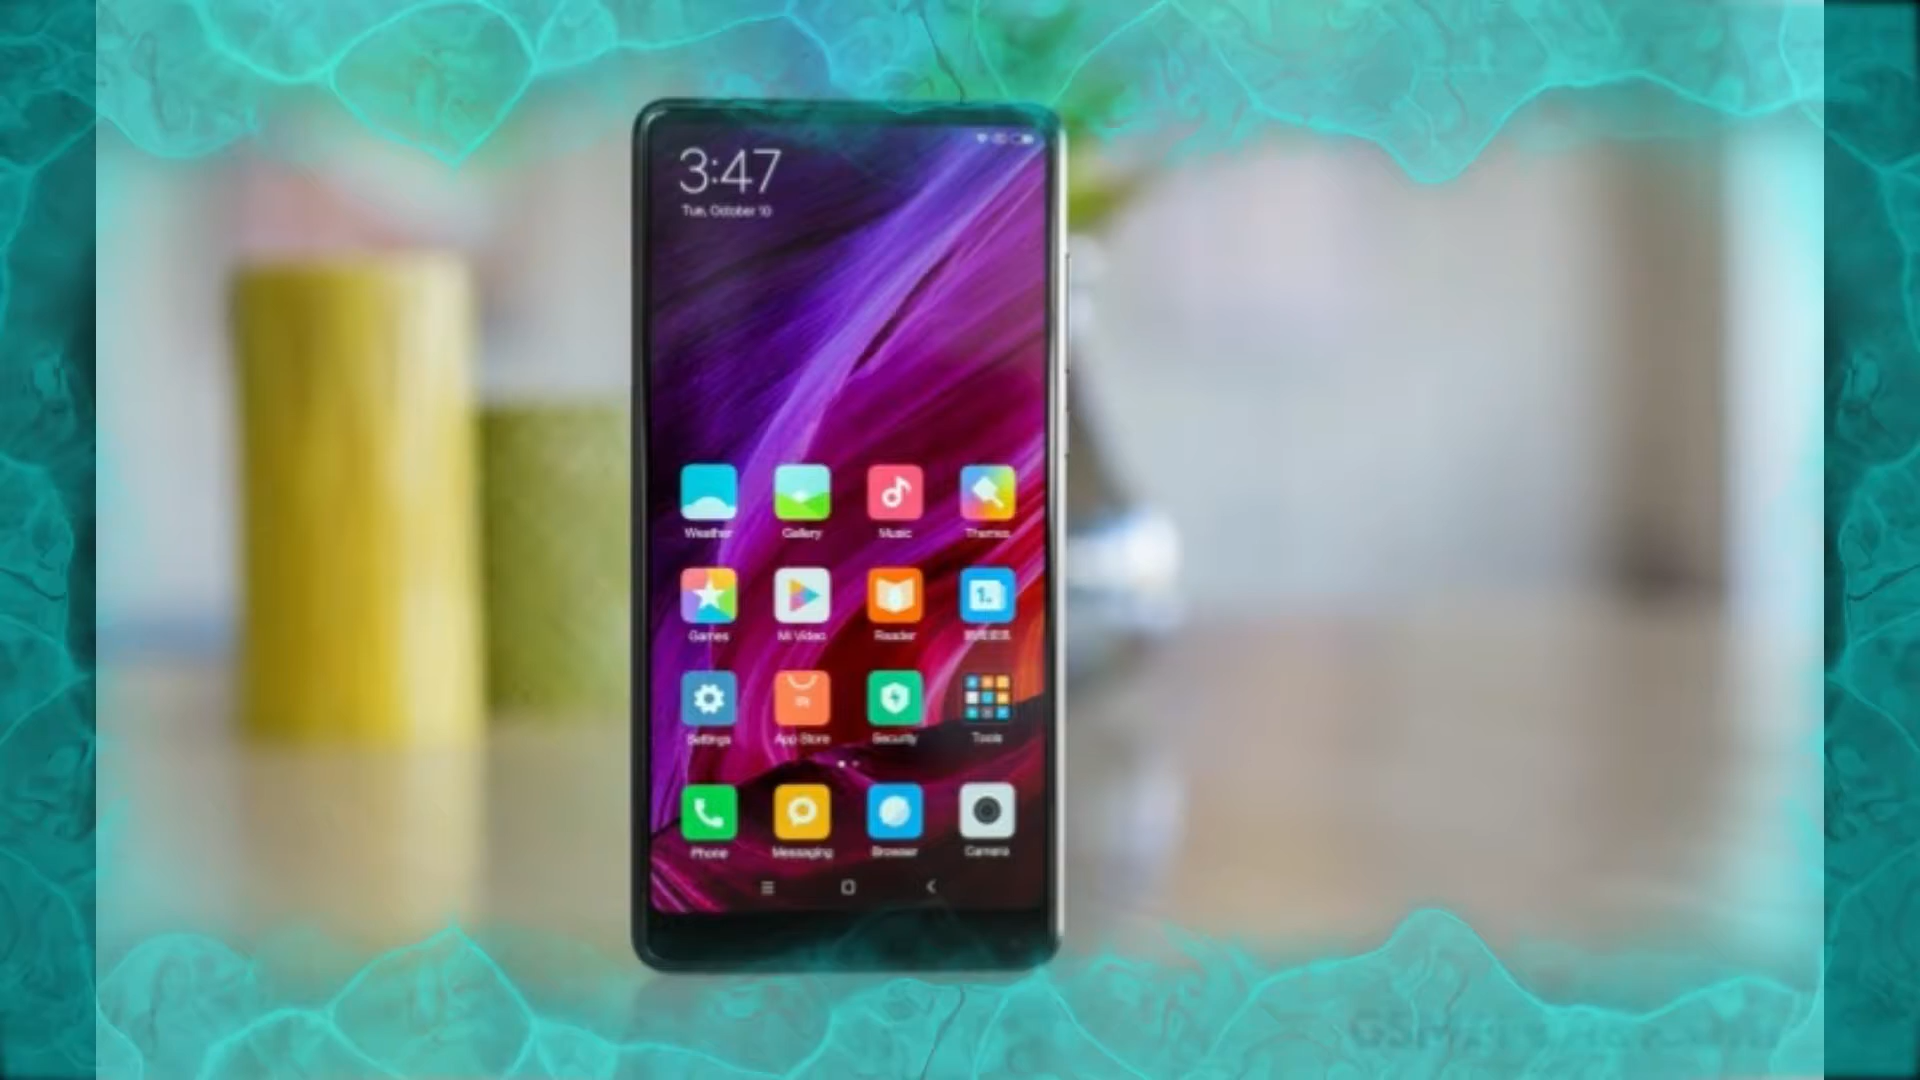 3:47
Tue, October 10
Weather Gallery Music Themes
Games Mi Video Reader
1.
Settings App Store Security Tools
Phone Messaging Browser Camera